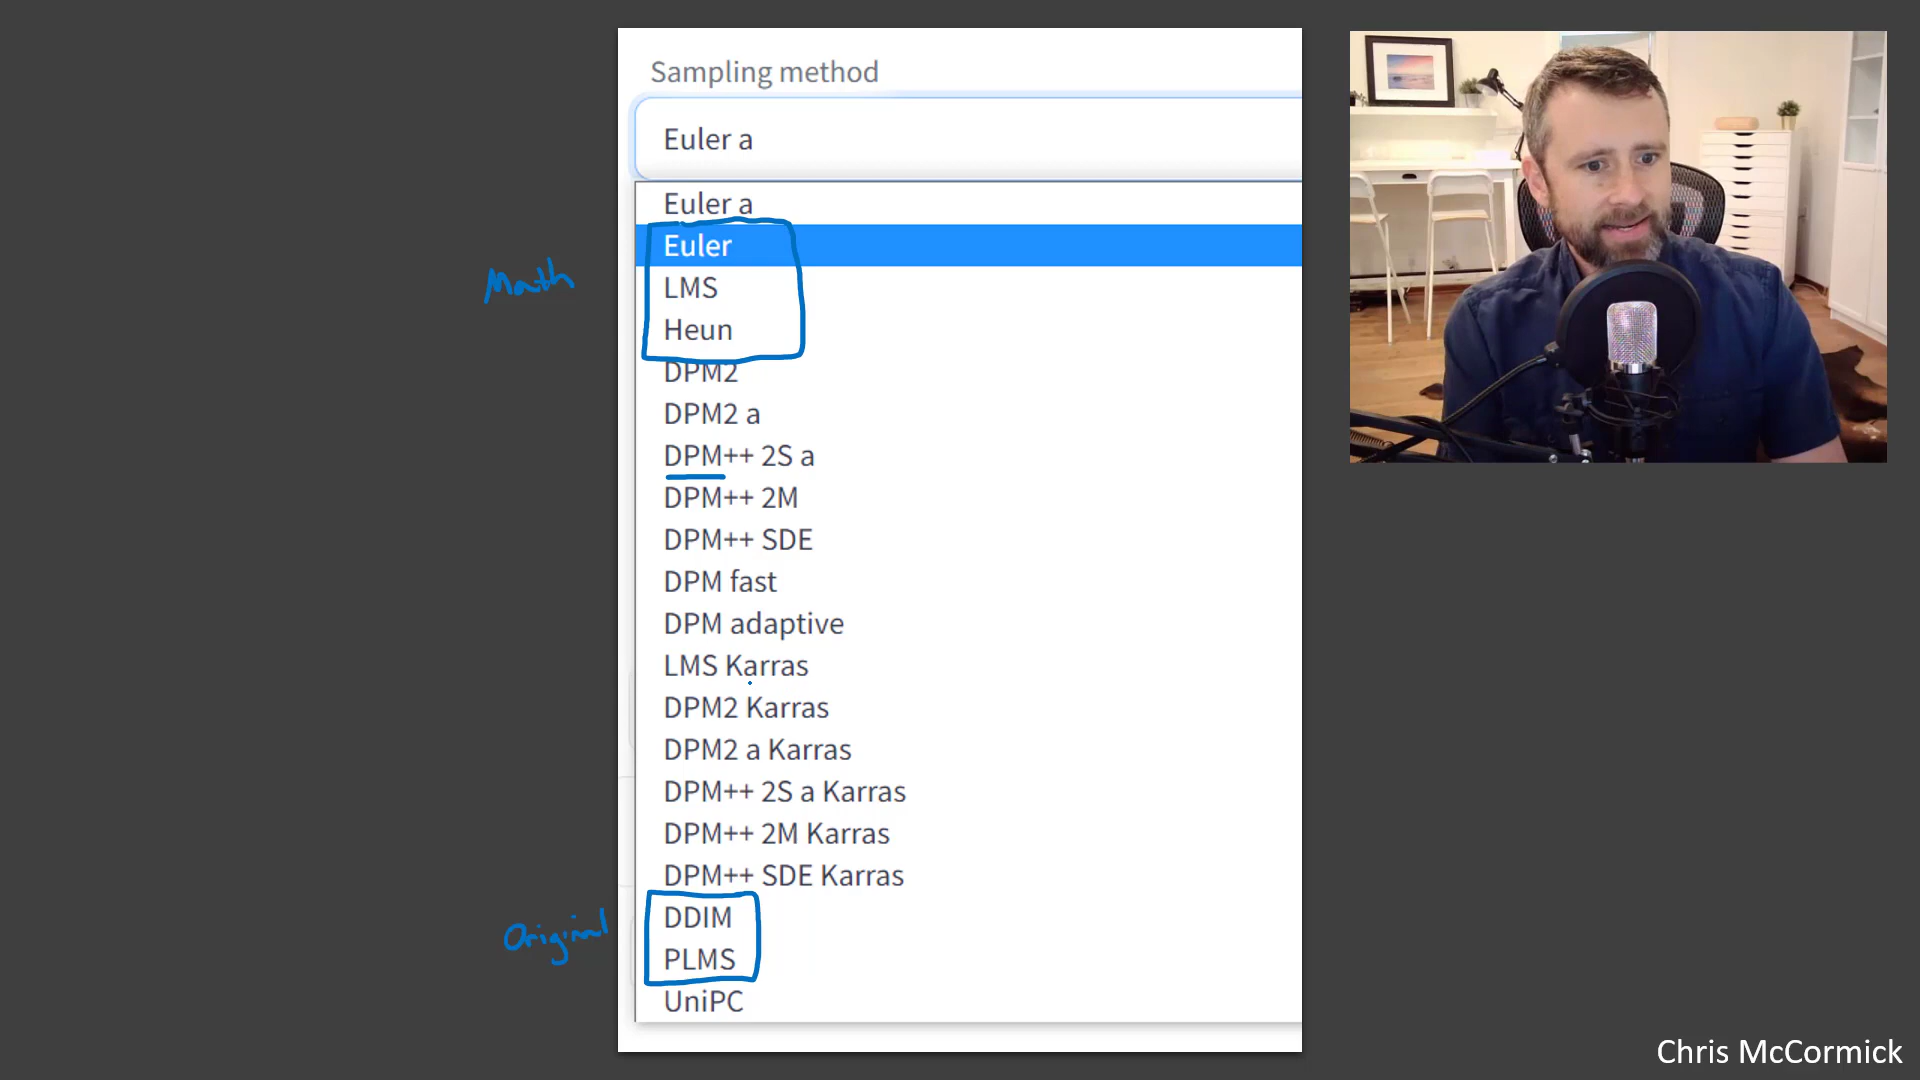 Sampling method
Euler a
Euler a
Euler
Math
LMS
Heun
DPM2
DPM2 a
DPM++ 2S a
DPM++ 2M
DPM++ SDE
DPM fast
DPM adaptive
LMS Karras
DPM2 Karras
DPM2 a Karras
DPM++ 2S a Karras
DPM++ 2M Karras
DPM++ SDE Karras
DDIM
Original
PLMS
UniPC
Chris McCormick